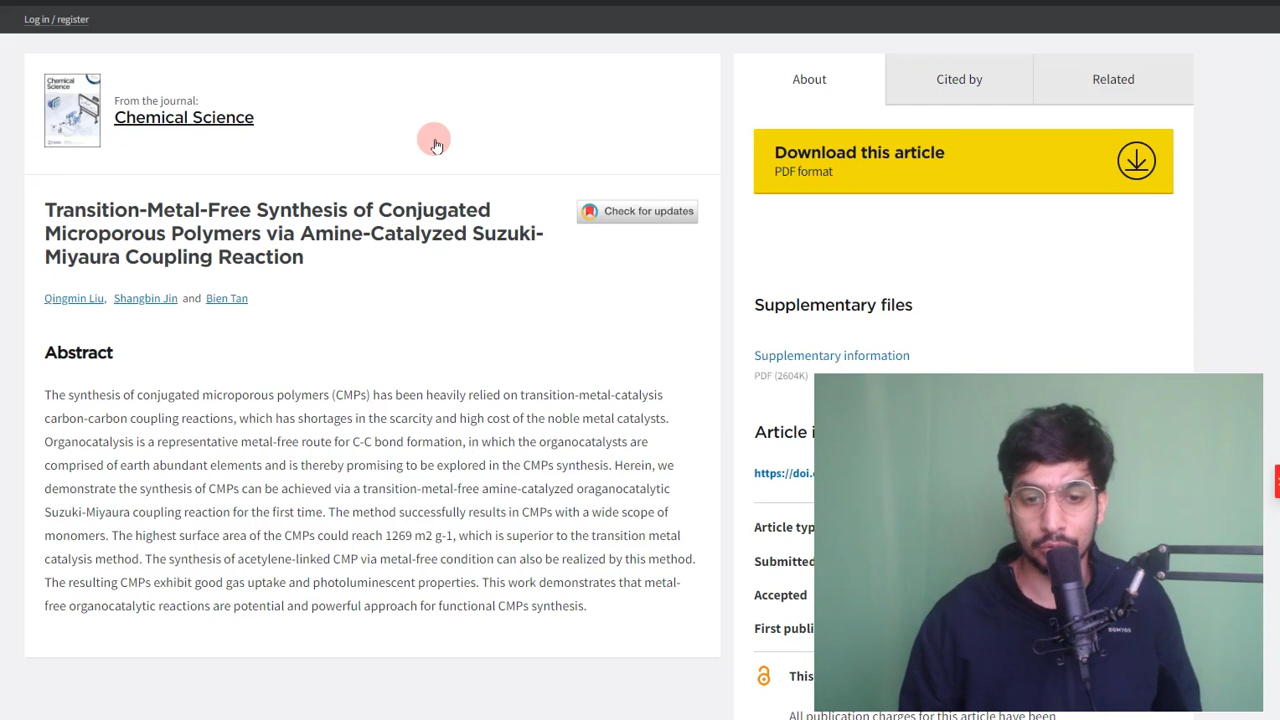 Log in / register
Chemical
Science
From the journal:
Chemical Science
Transition-Metal-Free Synthesis of Conjugated
Microporous Polymers via Amine-Catalyzed Suzuki-
Miyaura Coupling Reaction
Check for updates
Qingmin Liu, Shangbin Jin and Bien Tan
Abstract
The synthesis of conjugated microporous polymers (CMPs) has been heavily relied on transition-metal-catalysis
carbon-carbon coupling reactions, which has shortages in the scarcity and high cost of the noble metal catalysts.
Organocatalysis is a representative metal-free route for C-C bond formation, in which the organocatalysts are
comprised of earth abundant elements and is thereby promising to be explored in the CMPs synthesis. Herein, we
demonstrate the synthesis of CMPs can be achieved via a transition-metal-free amine-catalyzed oraganocatalytic
Suzuki-Miyaura coupling reaction for the first time. The method successfully results in CMPs with a wide scope of
monomers. The highest surface area of the CMPs could reach 1269 m2 g-1, which is superior to the transition metal
catalysis method. The synthesis of acetylene-linked CMP via metal-free condition can also be realized by this method.
The resulting CMPs exhibit good gas uptake and photoluminescent properties. This work demonstrates that metal-
free organocatalytic reactions are potential and powerful approach for functional CMPs synthesis.
About
Cited by
Related
Download this article
PDF format
Supplementary files
Supplementary information
PDF (2604K)
Article i
https://doi.
Article typ
Submitted
Accepted
First publi
This
All publication charges for this article have been
DOMYOS